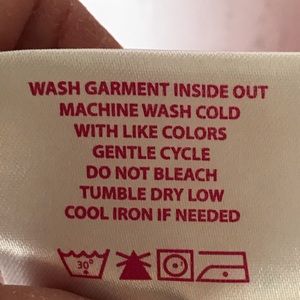 WASH GARMENT INSIDE OUT
MACHINE WASH COLD
WITH LIKE COLORS
GENTLE CYCLE
DO NOT BLEACH
TUMBLE DRY LOW
COOL IRON IF NEEDED
30°